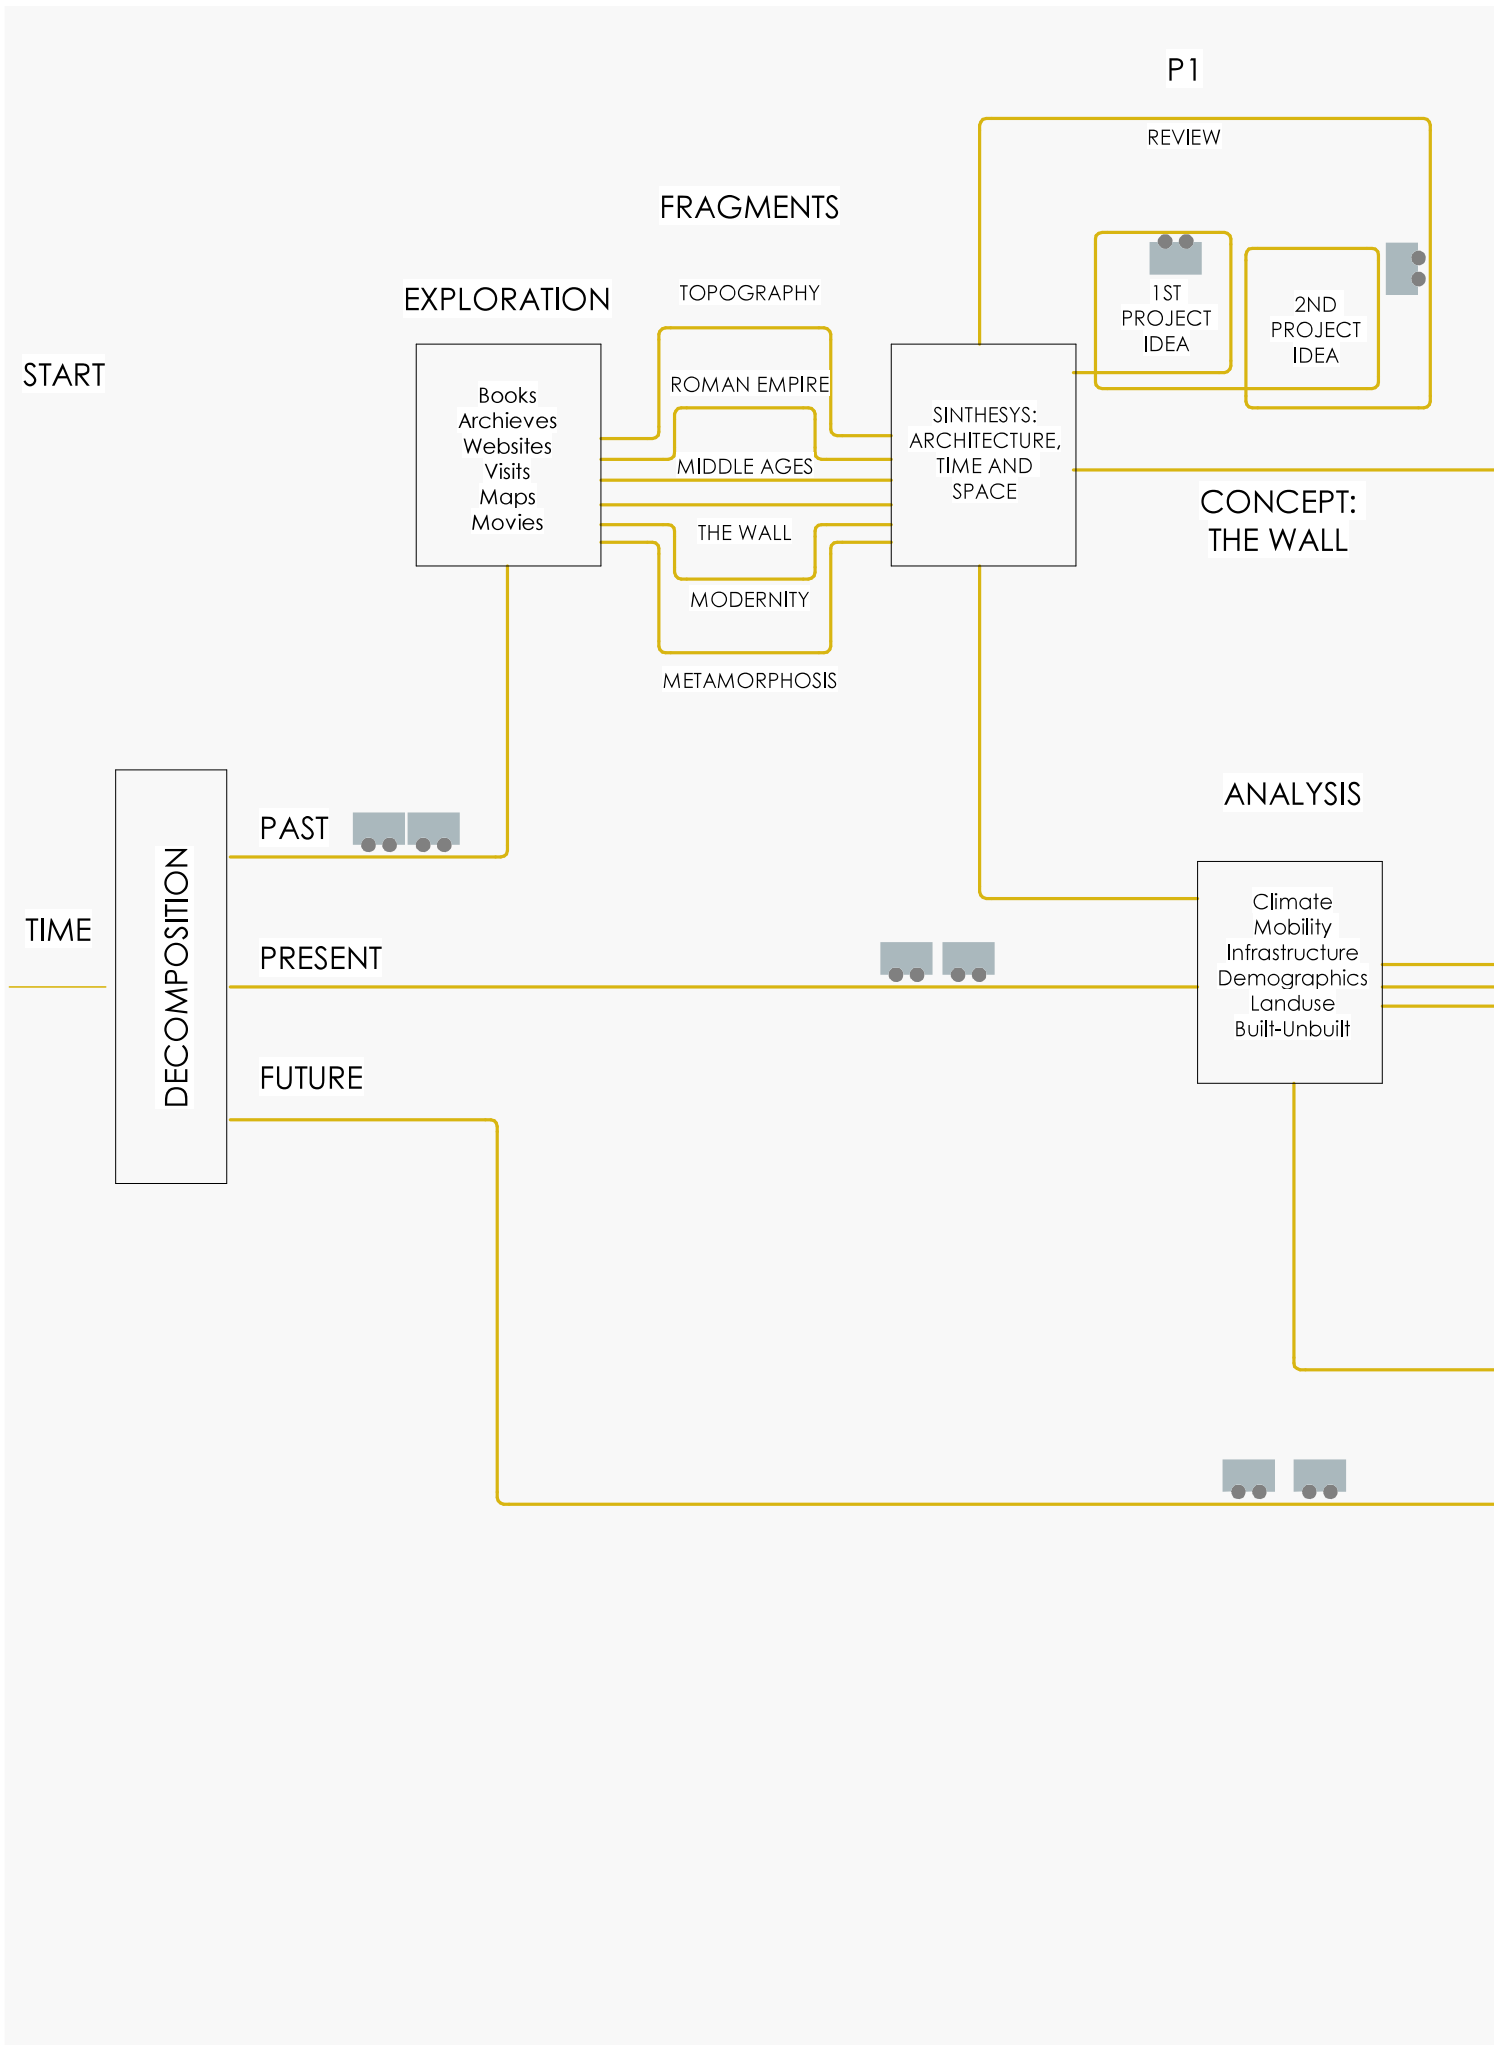 P1
REVIEW
FRAGMENTS
EXPLORATION
TOPOGRAPHY
1ST
PROJECT
IDEA
2ND
PROJECT
IDEA
START
ROMAN EMPIRE
Books
Archieves
Websites
Visits
Maps
Movies
SINTHESYS:
ARCHITECTURE,
TIME AND
SPACE
MIDDLE AGES
CONCEPT:
THE WALL
THE WALL
MODERNITY
METAMORPHOSIS
ANALYSIS
PAST
DECOMPOSITION
TIME
PRESENT
Climate
Mobility
Infrastructure
Demographics
Landuse
Built-Unbuilt
FUTURE